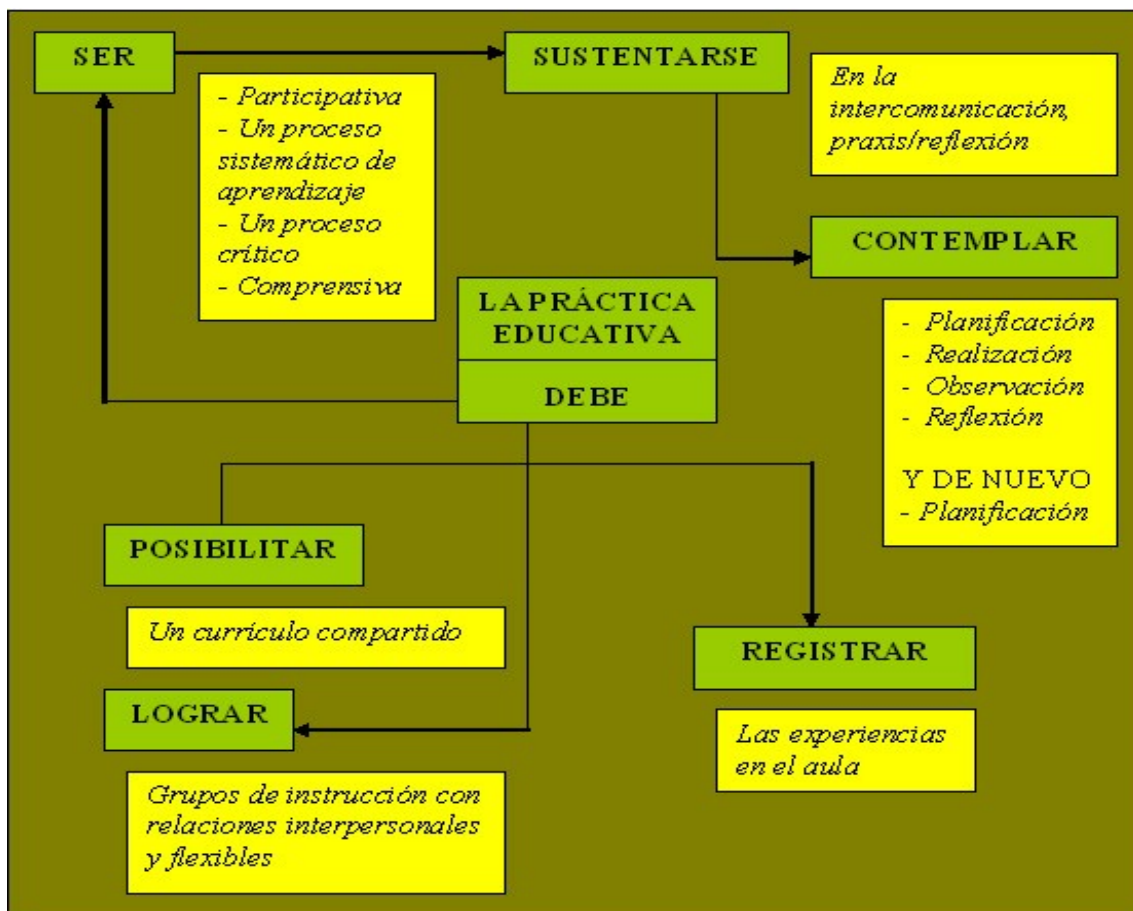 SER
- Participativa
- Un proceso
sistemático de
aprendizaje
- Un proceso
crítico
- Comprensiva
SUSTENTARSE
En la
intercomunicación,
praxis/reflexión
CONTEMPLAR
- Planificación
- Realización
- Observación
- Reflexión
Y DE NUEVO
- Planificación
LA PRÁCTICA
EDUCATIVA
DEBE
POSIBILITAR
Un currículo compartido
LOGRAR
Grupos de instrucción con
relaciones interpersonales
y flexibles
REGISTRAR
Las experiencias
en el aula